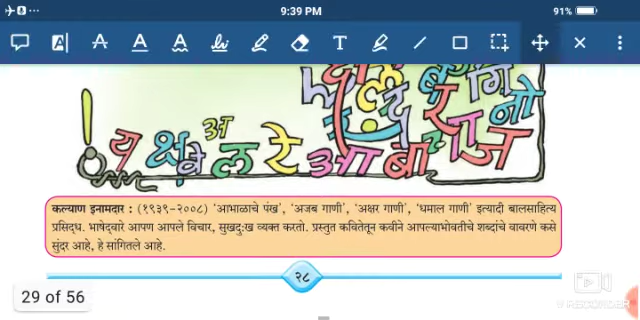 9:39 PM
91%
य क्ष वे अ ल रे आ बा ज
कल्याण इनामदार : (१९३९-२००८) 'आभाळाचे पंख', 'अजब गाणी', 'अक्षर गाणी', 'धमाल गाणी' इत्यादी बालसाहित्य
प्रसिद्ध. भाषेद्वारे आपण आपले विचार, सुखदुःख व्यक्त करतो. प्रस्तुत कवितेतून कवीने आपल्याभोवतीचे शब्दांचे वावरणे कसे
सुंदर आहे, हे सांगितले आहे.
२८
29 of 56
RECORDER